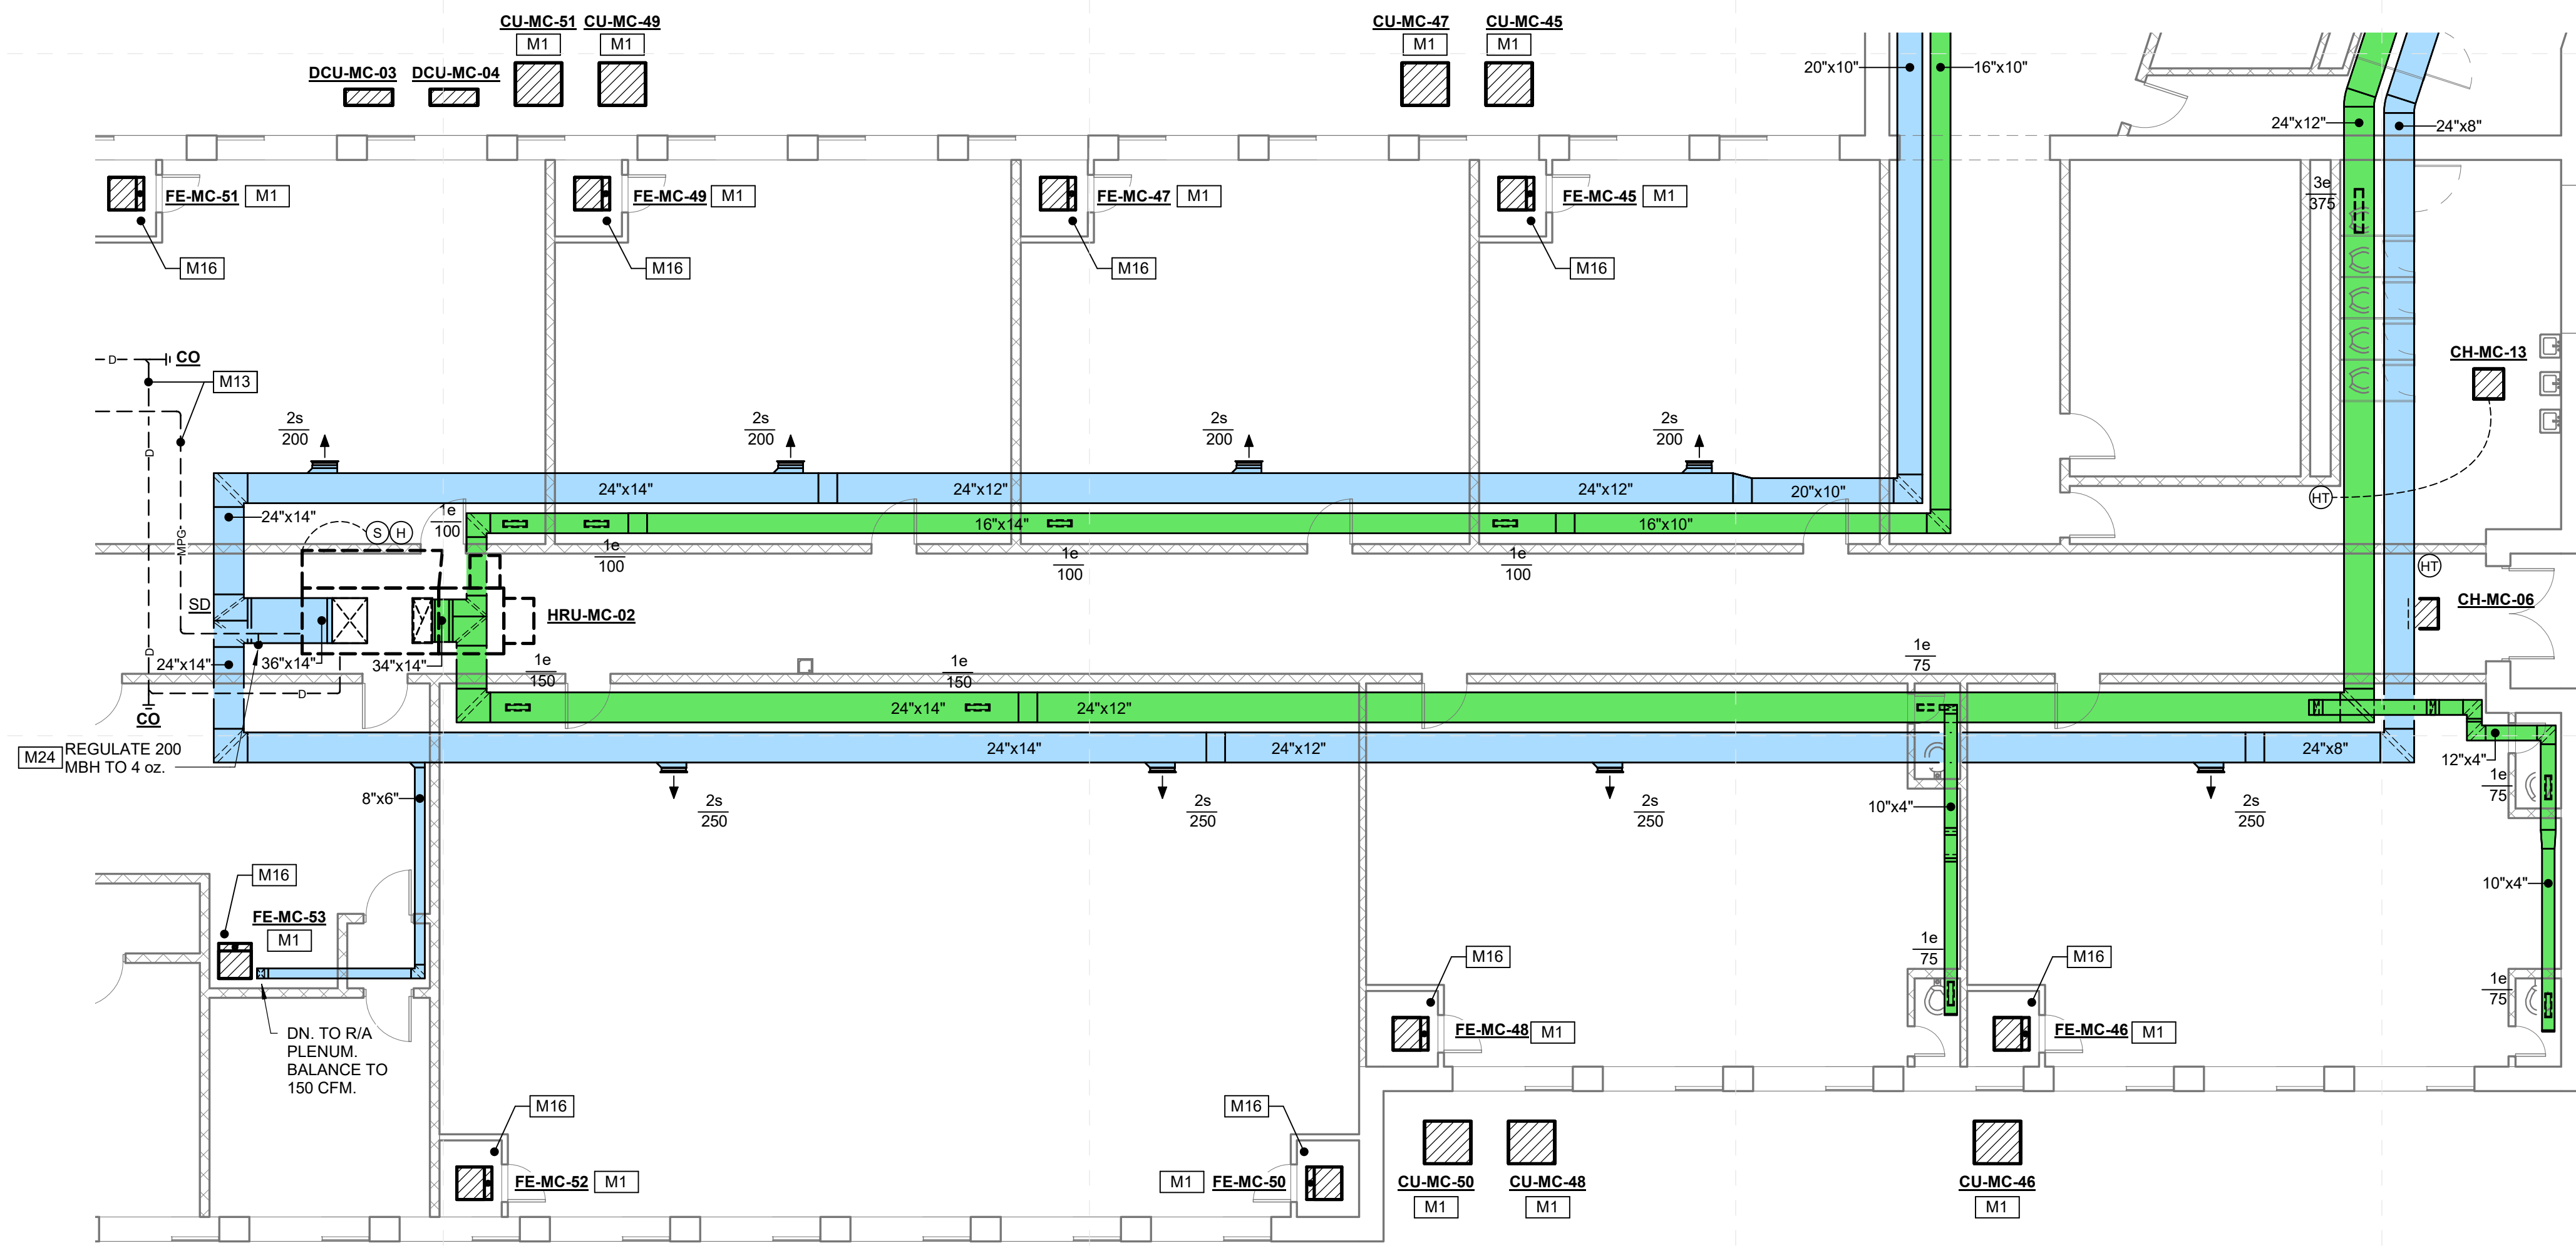 CU-MC-51 CU-MC-49 CU-MC-47 CU-MC-45
M1 M1 M1 M1
DCU-MC-03 DCU-MC-04
20"x10" 16"x10"
24"x12" 24"x8"
FE-MC-51 M1 FE-MC-49 M1 FE-MC-47 M1 FE-MC-45 M1
3e
375
M16 M16 M16 M16
D CO
M13
CH-MC-13
2s 2s 2s 2s
200 200 200 200
D
24"x14" 24"x12" 24"x12" 20"x10"
HT
24"x14"
1e
100
S H
16"x14" 16"x10"
MPG
1e 1e 1e
100 100 100
HT
SD
HRU-MC-02
CH-MC-06
24"x14" 36"x14" 34"x14"
D
1e 1e 1e
150 150 75
D
CO
24"x14" 24"x12"
M24 REGULATE 200
MBH TO 4 oz.
24"x14" 24"x12" 24"x8"
12"x4"
1e
75
8"x6"
2s 2s 2s 2s
250 250 250 250
10"x4"
M16
10"x4"
FE-MC-53
M1
1e
75
M16 M16
1e
75
DN. TO R/A
PLENUM.
BALANCE TO
150 CFM.
FE-MC-48 M1 FE-MC-46 M1
M16 M16
FE-MC-52 M1 M1 FE-MC-50
CU-MC-50 CU-MC-48 CU-MC-46
M1 M1 M1